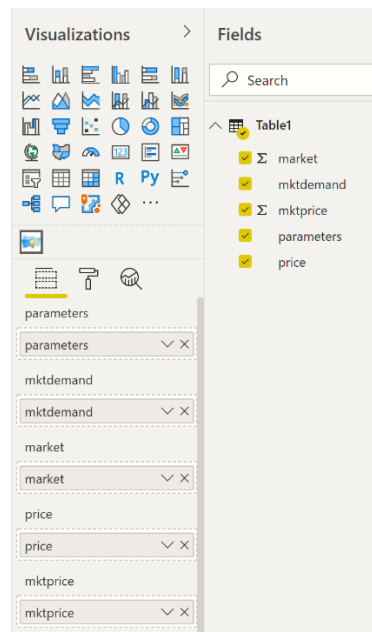 Visualizations
Fields
Search
Table1
Σ market
mktdemand
Σ mktprice
parameters
price
123
R Py
parameters
parameters
mktdemand
mktdemand
market
market
price
price
mktprice
mktprice